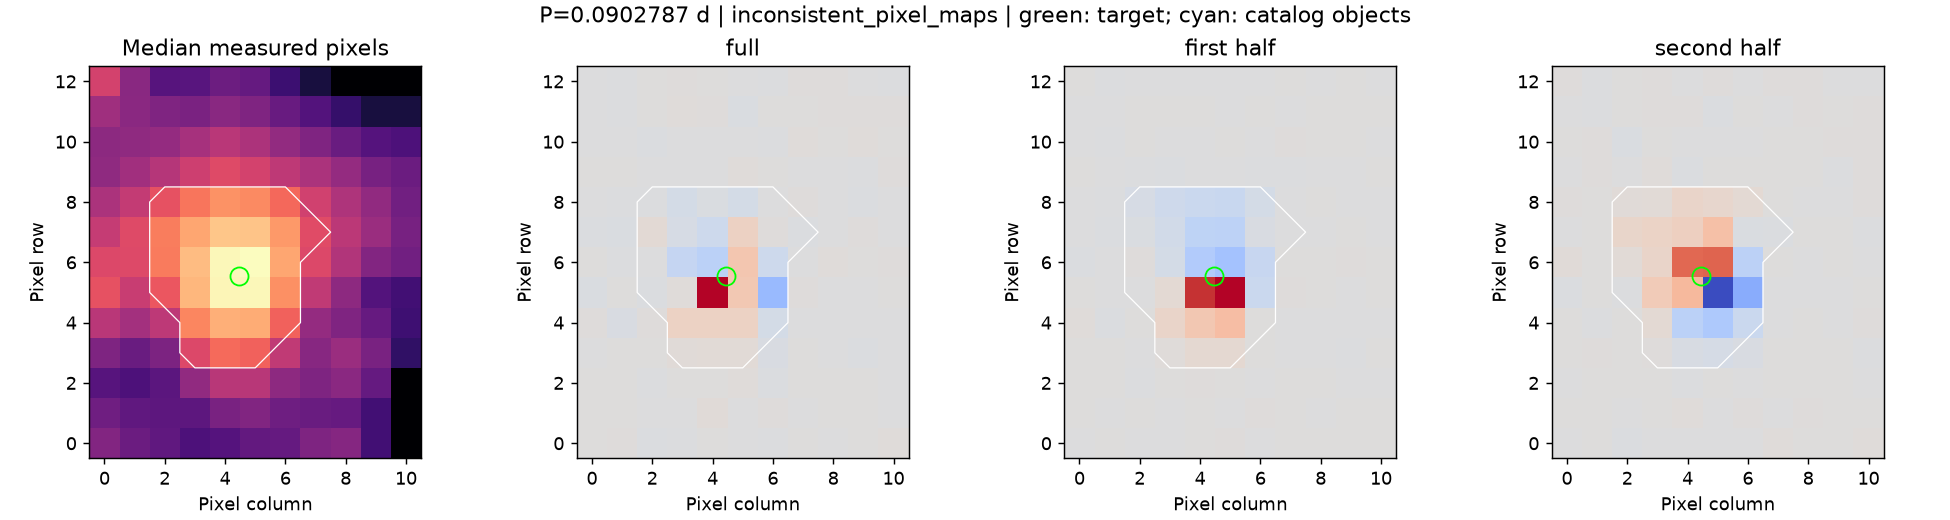 P=0.0902787 d | inconsistent_pixel_maps | green: target; cyan: catalog objects
Median measured pixels
full
first half
second half
Pixel row
12
10
8
6
4
2
0
0 2 4 6 8 10
Pixel column
Pixel row
12
10
8
6
4
2
0
0 2 4 6 8 10
Pixel column
Pixel row
12
10
8
6
4
2
0
0 2 4 6 8 10
Pixel column
Pixel row
12
10
8
6
4
2
0
0 2 4 6 8 10
Pixel column